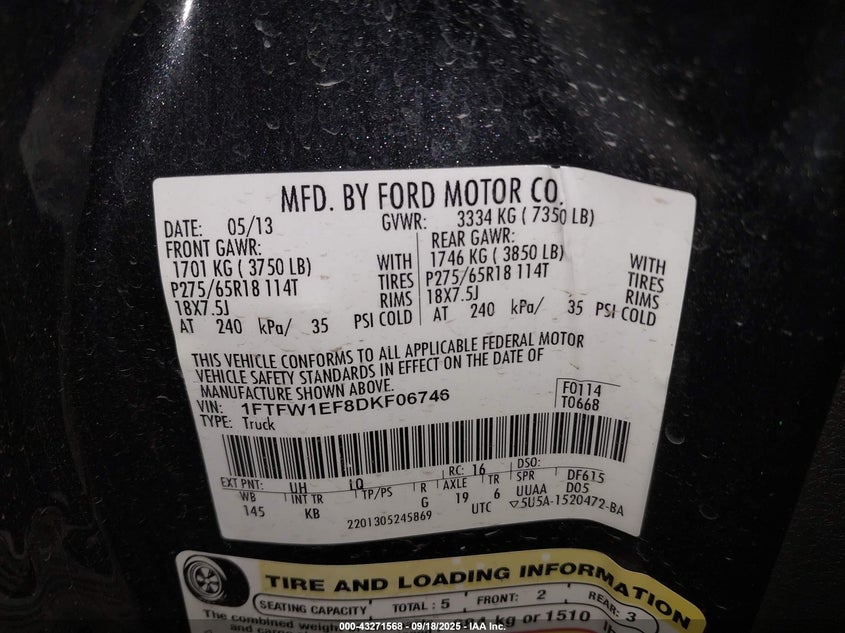 MFD. BY FORD MOTOR CO.
DATE: 05/13 GVWR: 3334 KG ( 7350 LB)
FRONT GAWR: REAR GAWR:
1701 KG ( 3750 LB) WITH 1746 KG ( 3850 LB) WITH
P275/65R18 114T TIRES P275/65R18 114T TIRES
18X7.5J RIMS 18X7.5J RIMS
AT 240 kPa/ 35 PSI COLD AT 240 kPa/ 35 PSI COLD
THIS VEHICLE CONFORMS TO ALL APPLICABLE FEDERAL MOTOR
VEHICLE SAFETY STANDARDS IN EFFECT ON THE DATE OF
MANUFACTURE SHOWN ABOVE.
VIN: 1FTFW1EF8DKF06746 F0114
TYPE: Truck T0668
EXT PNT: UH LQ RC: 16 DSO:
WB INT TR TP/PS R AXLE TR SPR DF615
145 KB G 19 6 UUAA D05
2201305245869 UTC ▽5U5A-1520472-BA
TIRE AND LOADING INFORMATION
SEATING CAPACITY TOTAL : 5 FRONT: 2 REAR: 3
The combined kg or 1510
000-43271568 - 09/18/2025 - IAA Inc.